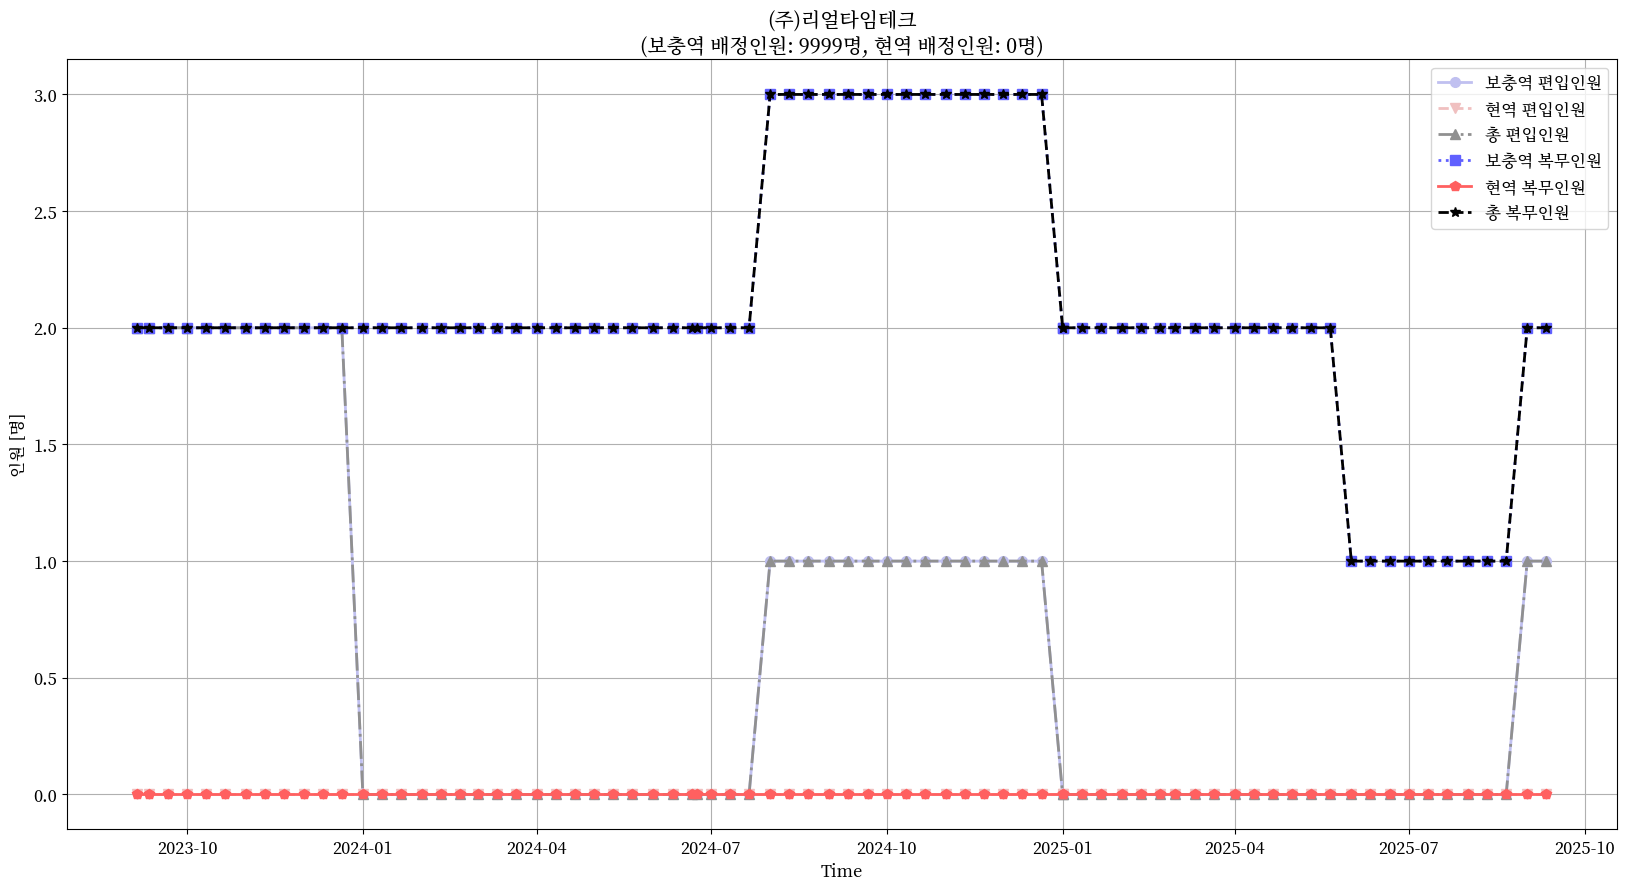 (주)리얼타임테크
(보충역 배정인원: 9999명, 현역 배정인원: 0명)
보충역 편입인원
현역 편입인원
총 편입인원
보충역 복무인원
현역 복무인원
총 복무인원
인원 [명]
3.0
2.5
2.0
1.5
1.0
0.5
0.0
2023-10
2024-01
2024-04
2024-07
2024-10
2025-01
2025-04
2025-07
2025-10
Time